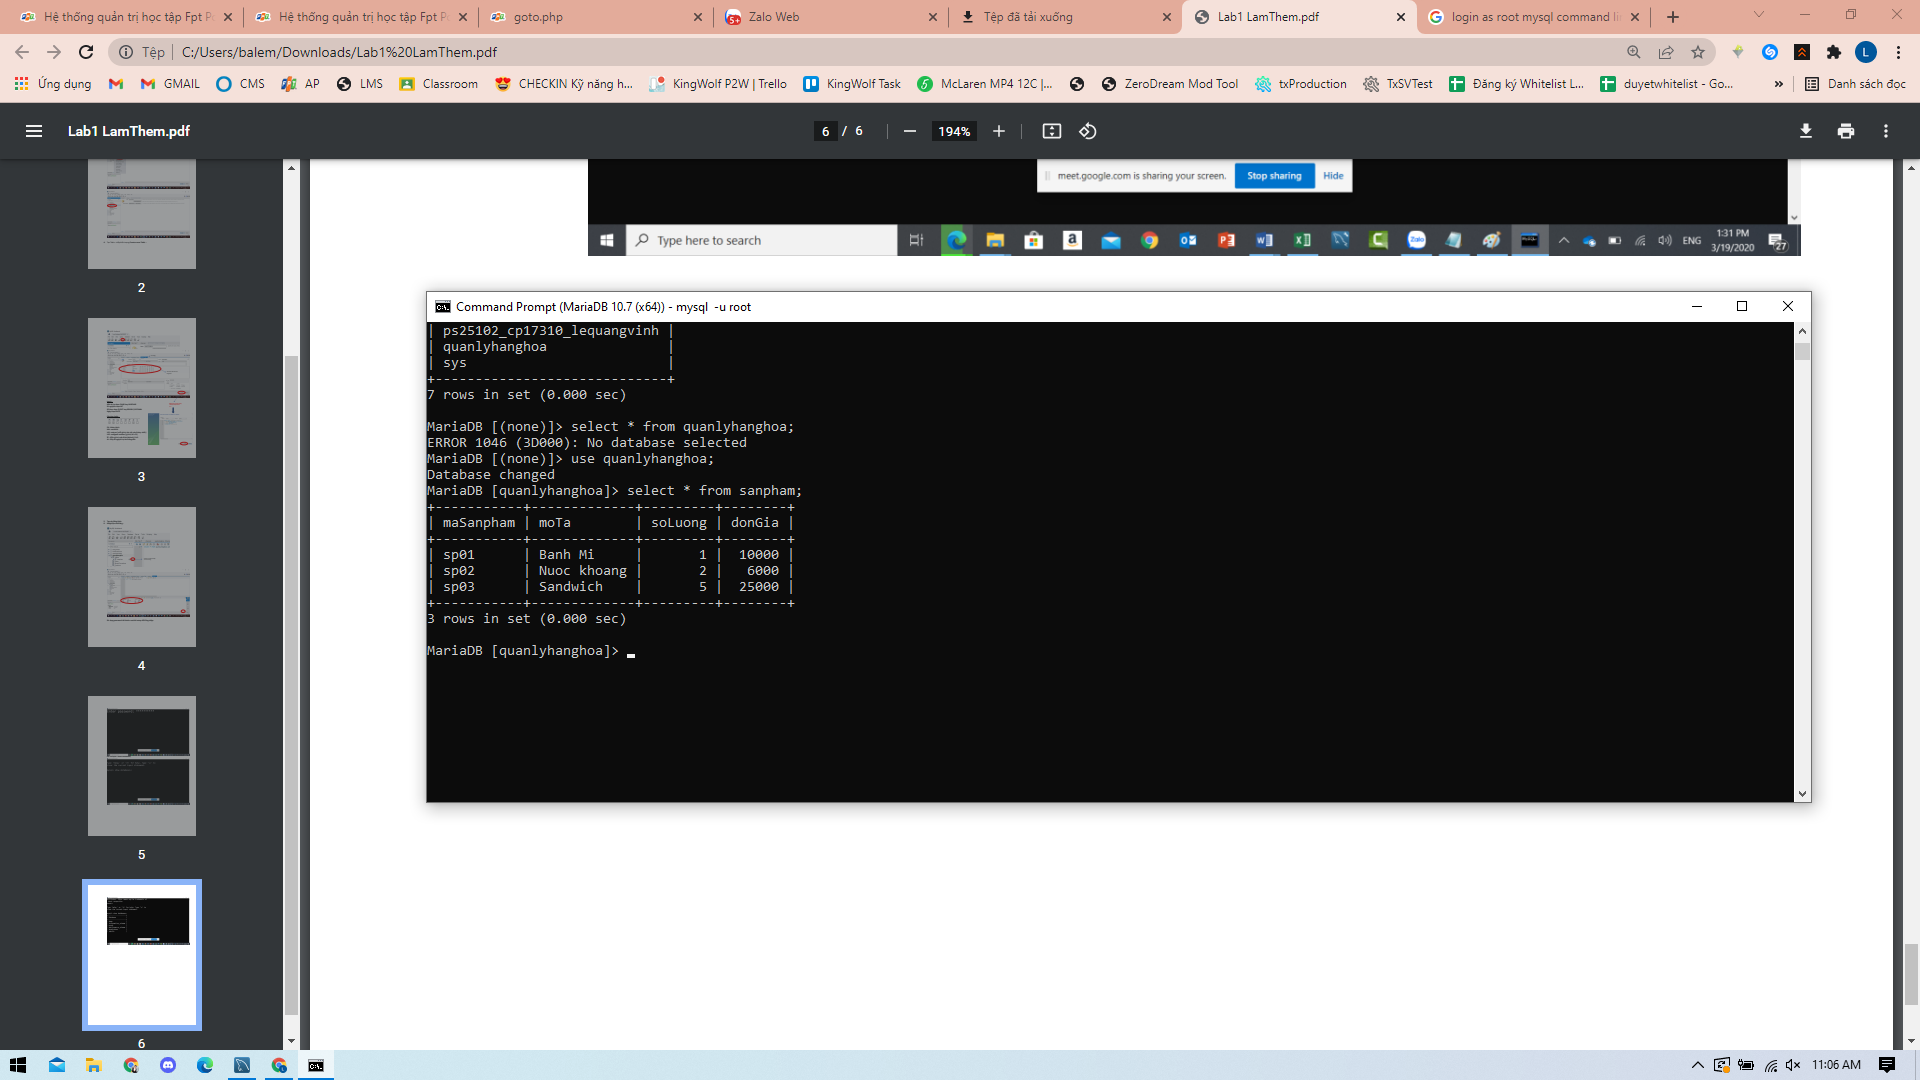 Hệ thống quản trị học tập Fpt Po
Hệ thống quản trị học tập Fpt Po
goto.php
5+
Zalo Web
Tệp đã tải xuống
Lab1 LamThem.pdf
login as root mysql command li
Tệp
C:/Users/balem/Downloads/Lab1%20LamThem.pdf
L
Ứng dụng
GMAIL
CMS
AP
LMS
Classroom
CHECKIN Kỹ năng h...
KingWolf P2W | Trello
KingWolf Task
McLaren MP4 12C |...
ZeroDream Mod Tool
txProduction
TxSVTest
Đăng ký Whitelist L...
duyetwhitelist - Go...
»
Danh sách đọc
Lab1 LamThem.pdf
6 / 6
194%
2
3
4
5
6
meet.google.com is sharing your screen.
Stop sharing
Hide
Type here to search
ENG
1:31 PM
3/19/2020
27
Command Prompt (MariaDB 10.7 (x64)) - mysql  -u root
| ps25102_cp17310_lequangvinh |
| quanlyhanghoa               |
| sys                         |
+-----------------------------+
7 rows in set (0.000 sec)
MariaDB [(none)]> select * from quanlyhanghoa;
ERROR 1046 (3D000): No database selected
MariaDB [(none)]> use quanlyhanghoa;
Database changed
MariaDB [quanlyhanghoa]> select * from sanpham;
+-----------+-------------+---------+--------+
| maSanpham | moTa        | soLuong | donGia |
+-----------+-------------+---------+--------+
| sp01      | Banh Mi     |       1 |  10000 |
| sp02      | Nuoc khoang |       2 |   6000 |
| sp03      | Sandwich    |       5 |  25000 |
+-----------+-------------+---------+--------+
3 rows in set (0.000 sec)
MariaDB [quanlyhanghoa]> _
11:06 AM